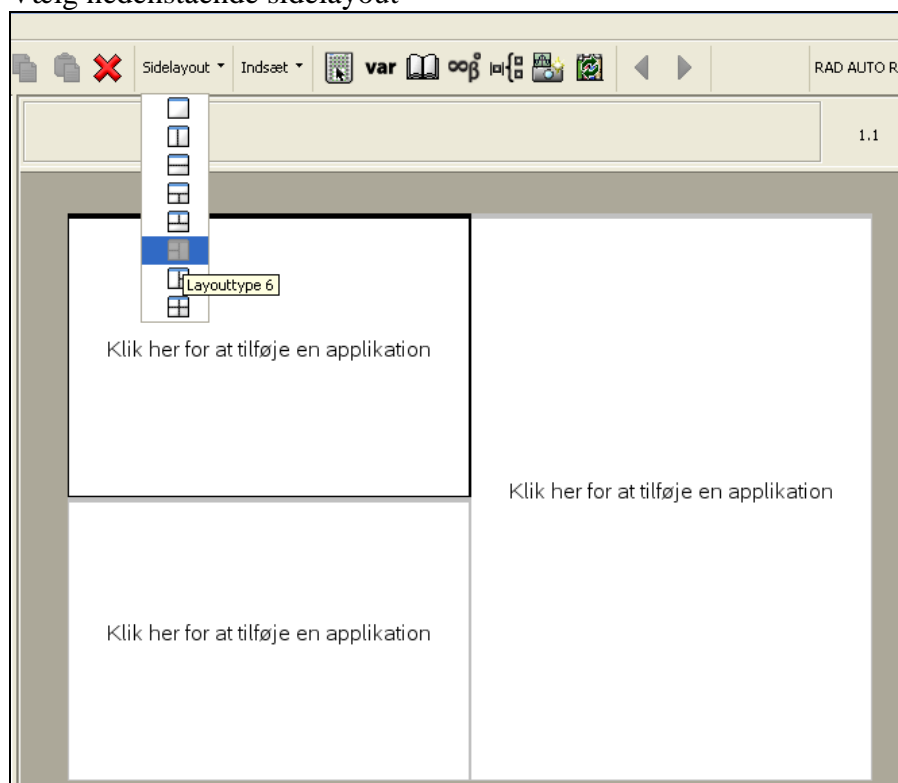 Vælg nedenstående sidelayout
Sidelayout Indsæt var ∞β RAD AUTO R
1.1
Layouttype 6
Klik her for at tilføje en applikation
Klik her for at tilføje en applikation
Klik her for at tilføje en applikation